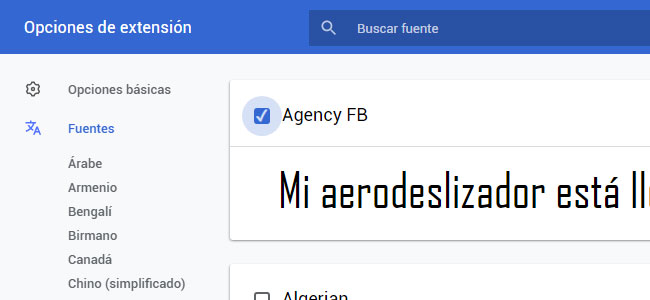 Opciones de extensión
Buscar fuente
Opciones básicas
Fuentes
Árabe
Armenio
Bengalí
Birmano
Canadá
Chino (simplificado)
Agency FB
Mi aerodeslizador está ll
Algerian